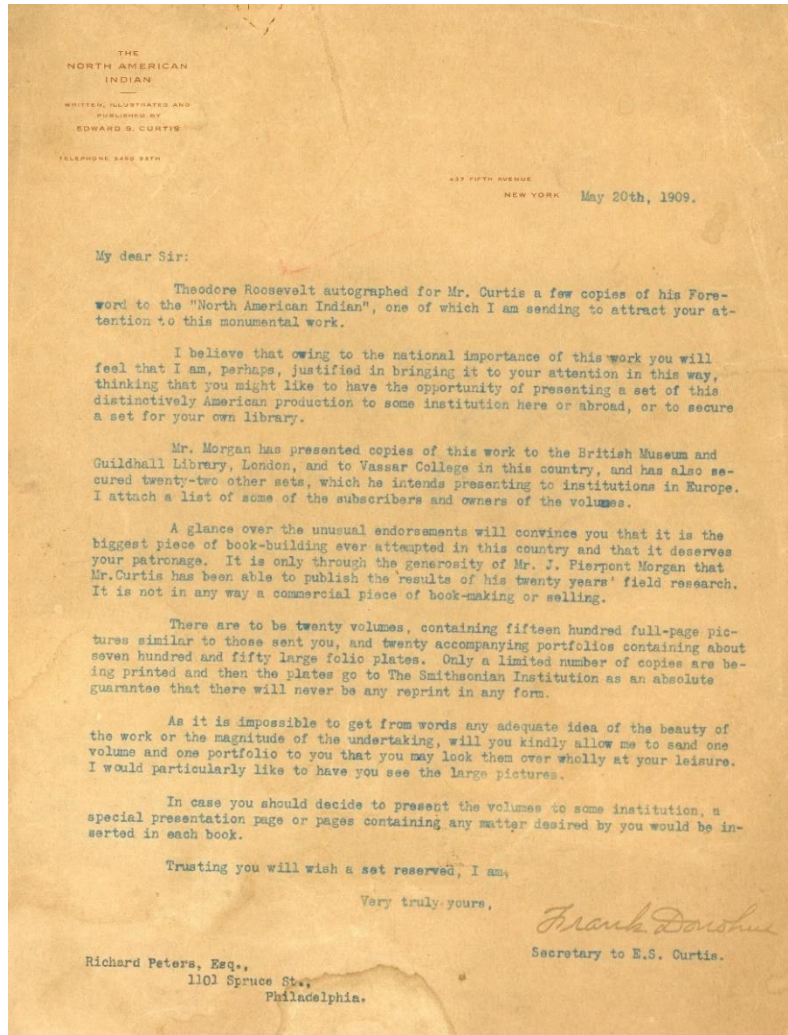 THE
NORTH AMERICAN
INDIAN
WRITTEN, ILLUSTRATED AND
PUBLISHED BY
EDWARD S. CURTIS
TELEPHONE
437 FIFTH AVENUE
NEW YORK
May 20th, 1909.
My dear Sir:
Theodore Roosevelt autographed for Mr. Curtis a few copies of his Fore-
word to the "North American Indian", one of which I am sending to attract your at-
tention to this monumental work.
I believe that owing to the national importance of this work you will
feel that I am, perhaps, justified in bringing it to your attention in this way,
thinking that you might like to have the opportunity of presenting a set of this
distinctively American production to some institution here or abroad, or to secure
a set for your own library.
Mr. Morgan has presented copies of this work to the British Museum and
Guildhall Library, London, and to Vassar College in this country, and has also se-
cured twenty-two other sets, which he intends presenting to institutions in Europe.
I attach a list of some of the subscribers and owners of the volumes.
A glance over the unusual endorsements will convince you that it is the
biggest piece of book-building ever attempted in this country and that it deserves
your patronage. It is only through the generosity of Mr. J. Pierpont Morgan that
Mr.Curtis has been able to publish the results of his twenty years' field research.
It is not in any way a commercial piece of book-making or selling.
There are to be twenty volumes, containing fifteen hundred full-page pic-
tures similar to those sent you, and twenty accompanying portfolios containing about
seven hundred and fifty large folio plates. Only a limited number of copies are be-
ing printed and then the plates go to The Smithsonian Institution as an absolute
guarantee that there will never be any reprint in any form.
As it is impossible to get from words any adequate idea of the beauty of
the work or the magnitude of the undertaking, will you kindly allow me to send one
volume and one portfolio to you that you may look them over wholly at your leisure.
I would particularly like to have you see the large pictures.
In case you should decide to present the volumes to some institution, a
special presentation page or pages containing any matter desired by you would be in-
serted in each book.
Trusting you will wish a set reserved, I am,
Very truly yours,
Frank Donohue
Secretary to E.S. Curtis.
Richard Peters, Esq.,
1101 Spruce St.,
Philadelphia.